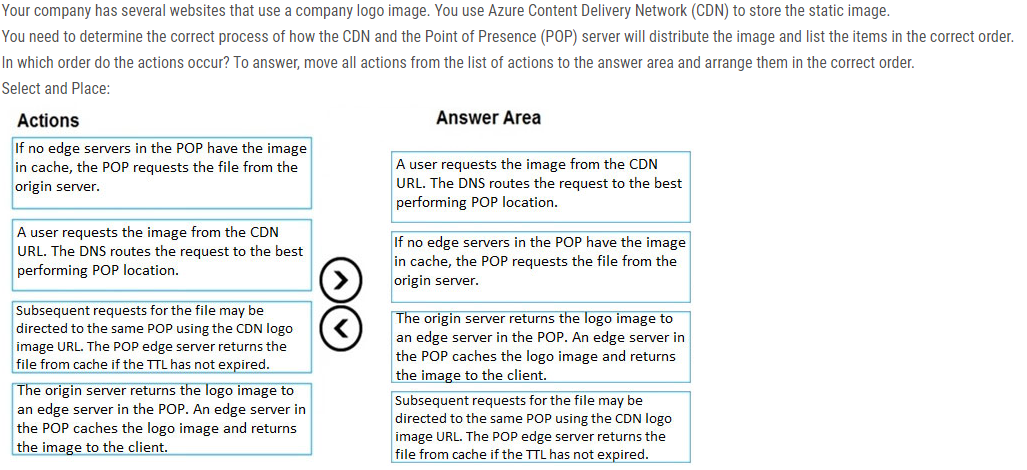 Your company has several websites that use a company logo image. You use Azure Content Delivery Network (CDN) to store the static image.
You need to determine the correct process of how the CDN and the Point of Presence (POP) server will distribute the image and list the items in the correct order.
In which order do the actions occur? To answer, move all actions from the list of actions to the answer area and arrange them in the correct order.
Select and Place:
Actions
If no edge servers in the POP have the image
in cache, the POP requests the file from the
origin server.
A user requests the image from the CDN
URL. The DNS routes the request to the best
performing POP location.
Subsequent requests for the file may be
directed to the same POP using the CDN logo
image URL. The POP edge server returns the
file from cache if the TTL has not expired.
The origin server returns the logo image to
an edge server in the POP. An edge server in
the POP caches the logo image and returns
the image to the client.
Answer Area
A user requests the image from the CDN
URL. The DNS routes the request to the best
performing POP location.
If no edge servers in the POP have the image
in cache, the POP requests the file from the
origin server.
The origin server returns the logo image to
an edge server in the POP. An edge server in
the POP caches the logo image and returns
the image to the client.
Subsequent requests for the file may be
directed to the same POP using the CDN logo
image URL. The POP edge server returns the
file from cache if the TTL has not expired.